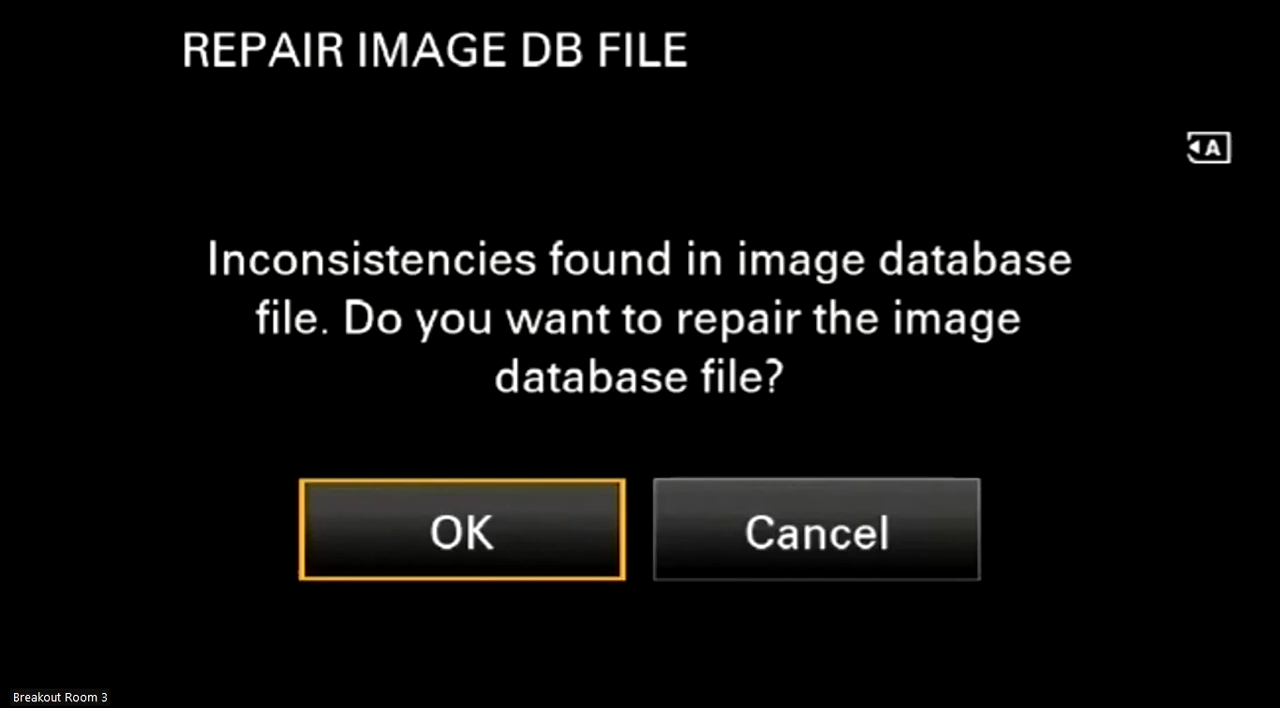 REPAIR IMAGE DB FILE
A
Inconsistencies found in image database
file. Do you want to repair the image
database file?
OK
Cancel
Breakout Room 3